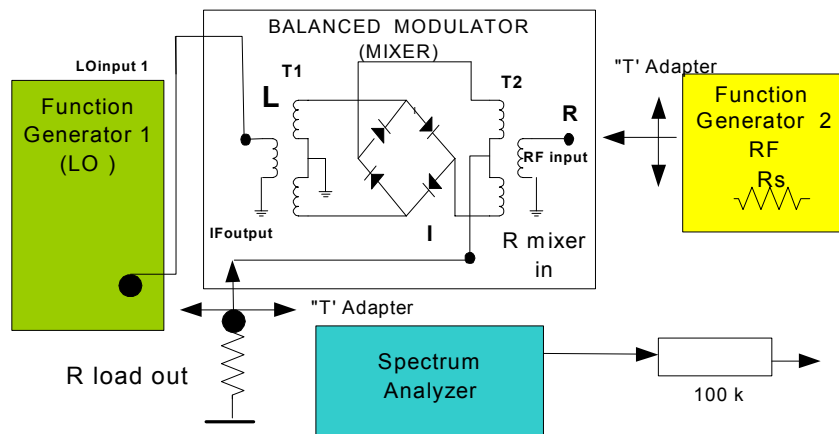 BALANCED MODULATOR
(MIXER)
LOinput 1
T1
T2
L
R
RF input
I
IFoutput
R mixer
in
Function
Generator 1
(LO )
"T' Adapter
Function
Generator 2
RF
Rs
"T' Adapter
R load out
Spectrum
Analyzer
100 k